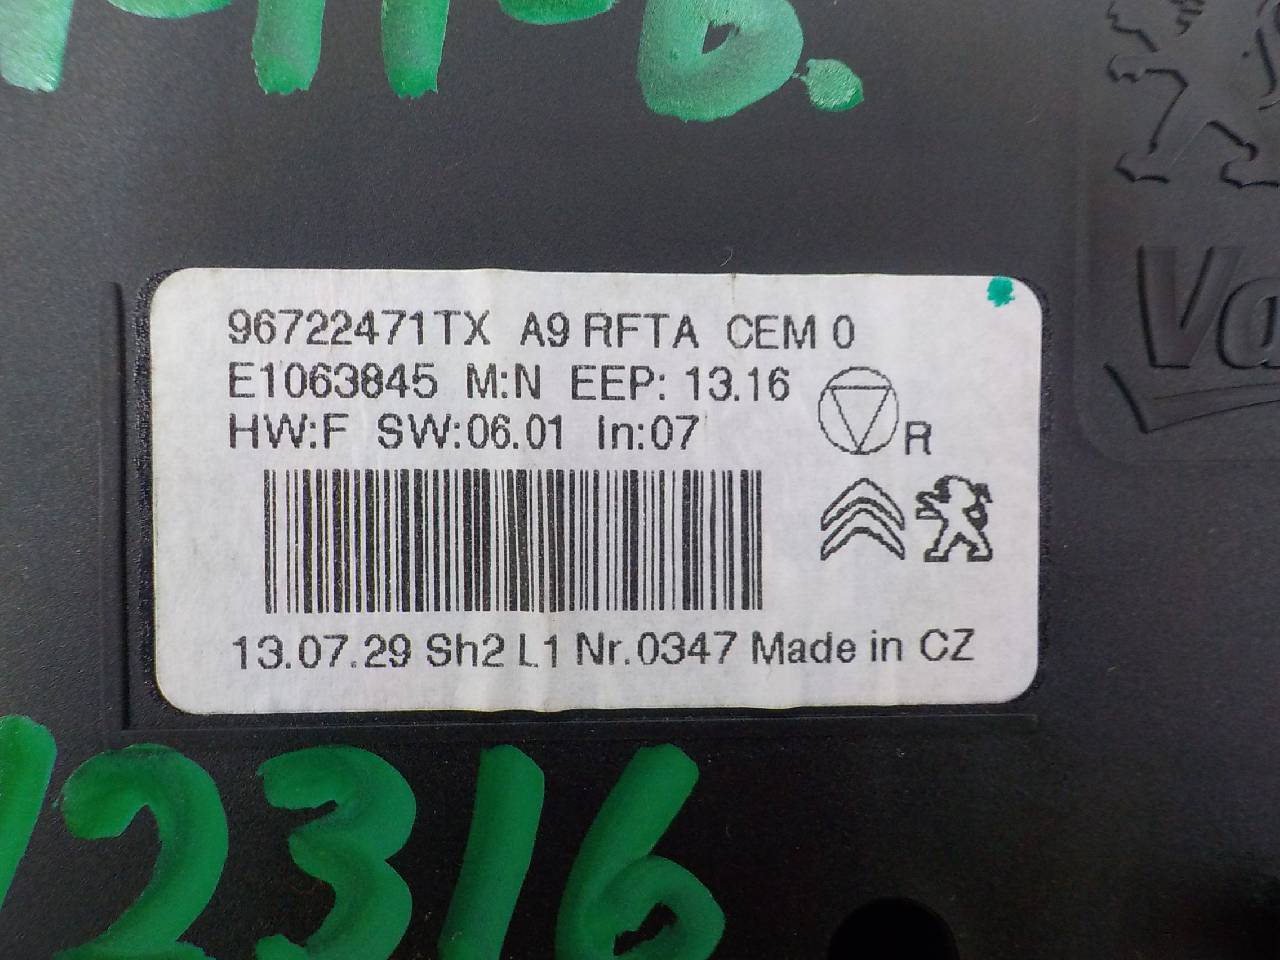 96722471TX A9 RFTA CEM 0
E1063845 M:N EEP: 13.16
HW:F SW:06.01 In:07
R
13.07.29 Sh2 L1 Nr.0347 Made in CZ
12316